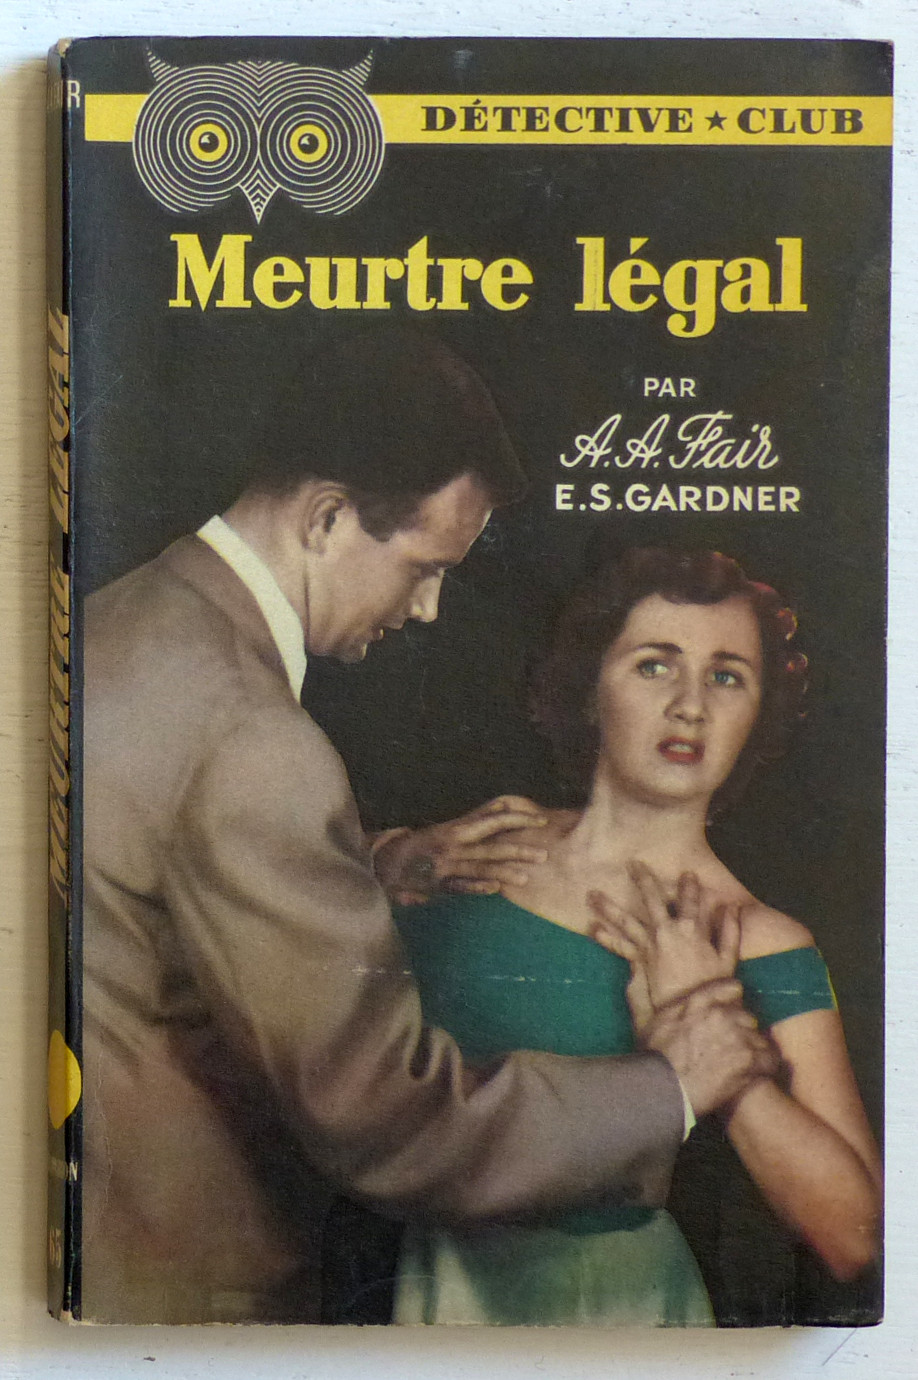 DÉTECTIVE ★ CLUB
Meurtre légal
PAR
A.A. Fair
E.S.GARDNER
MEURTRE LÉGAL